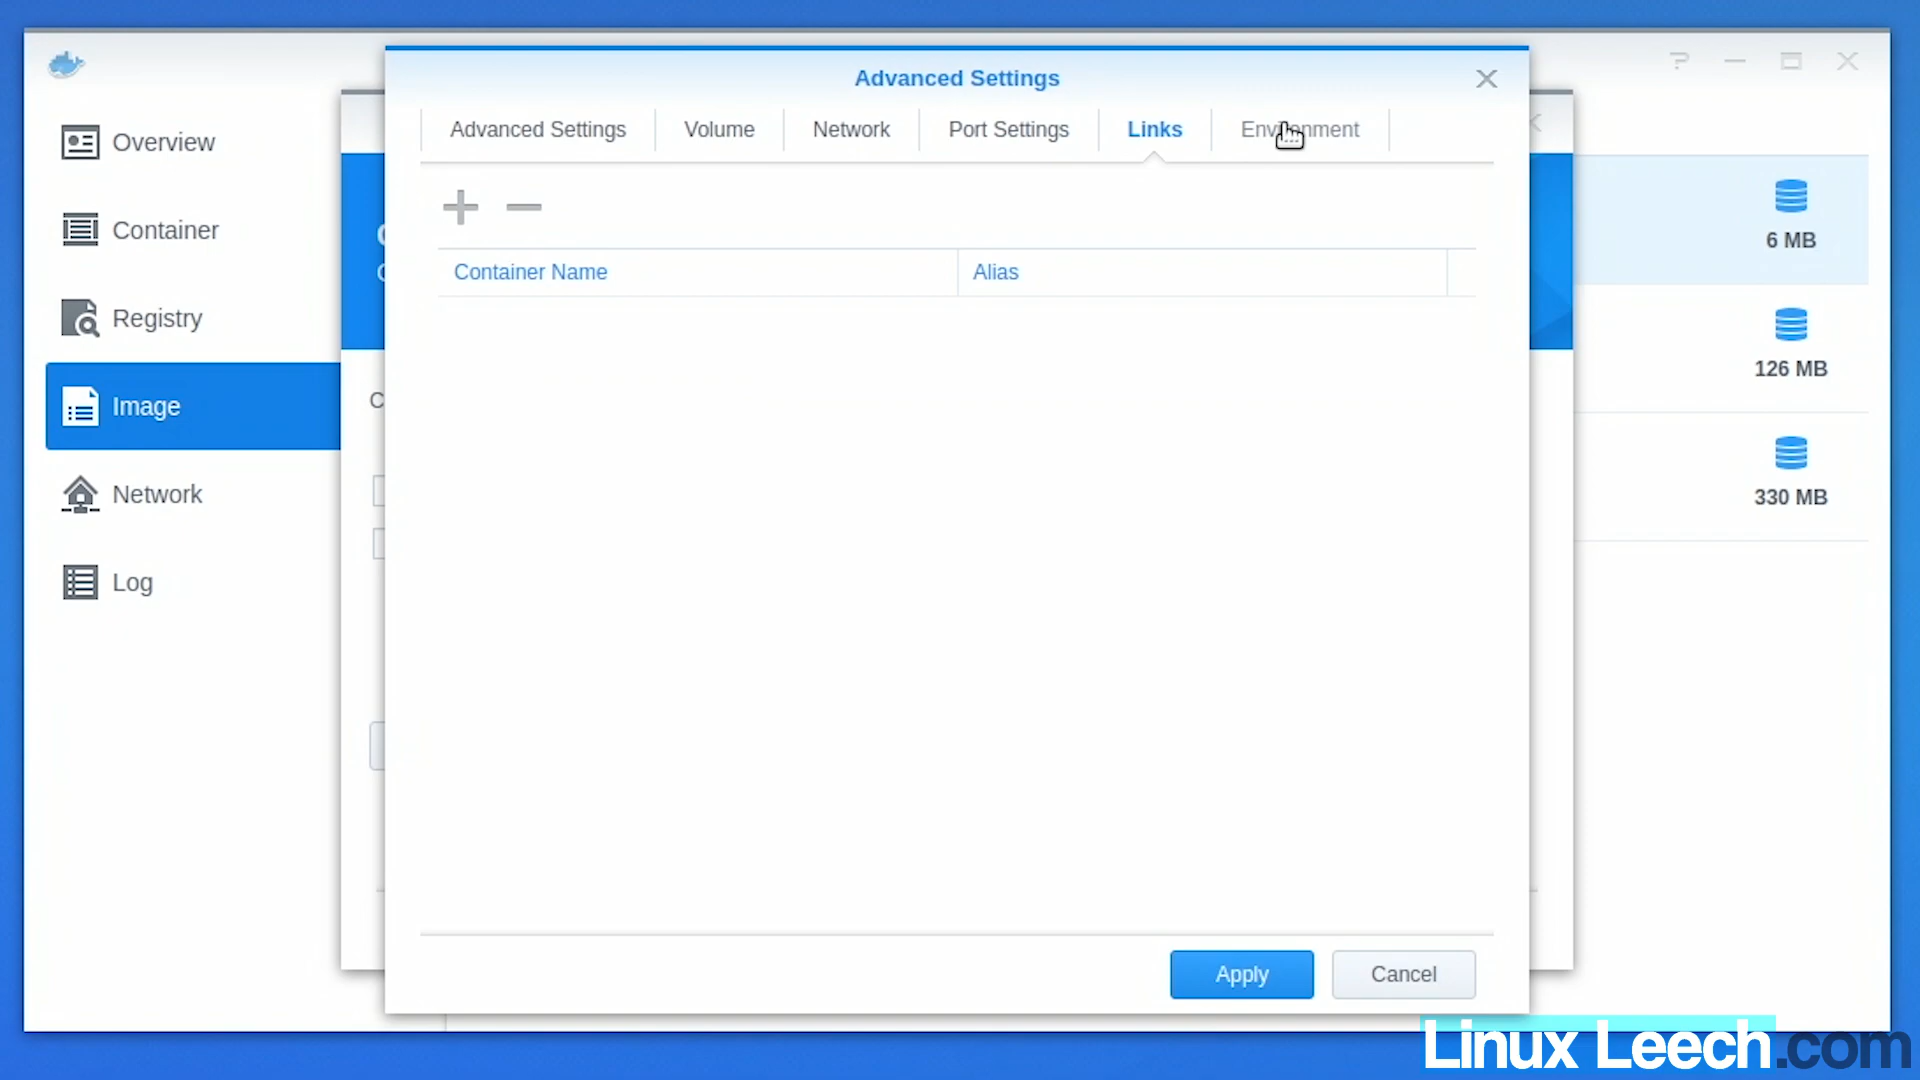 Advanced Settings
Advanced Settings
Volume
Network
Port Settings
Links
Environment
Overview
Container
Registry
Image
Network
Log
Container Name
Alias
6 MB
126 MB
330 MB
Apply
Cancel
Linux Leech.com